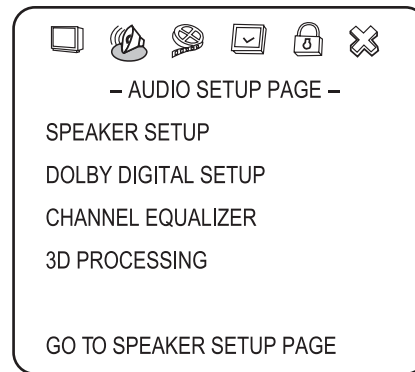 – AUDIO SETUP PAGE –
SPEAKER SETUP
DOLBY DIGITAL SETUP
CHANNEL EQUALIZER
3D PROCESSING
GO TO SPEAKER SETUP PAGE